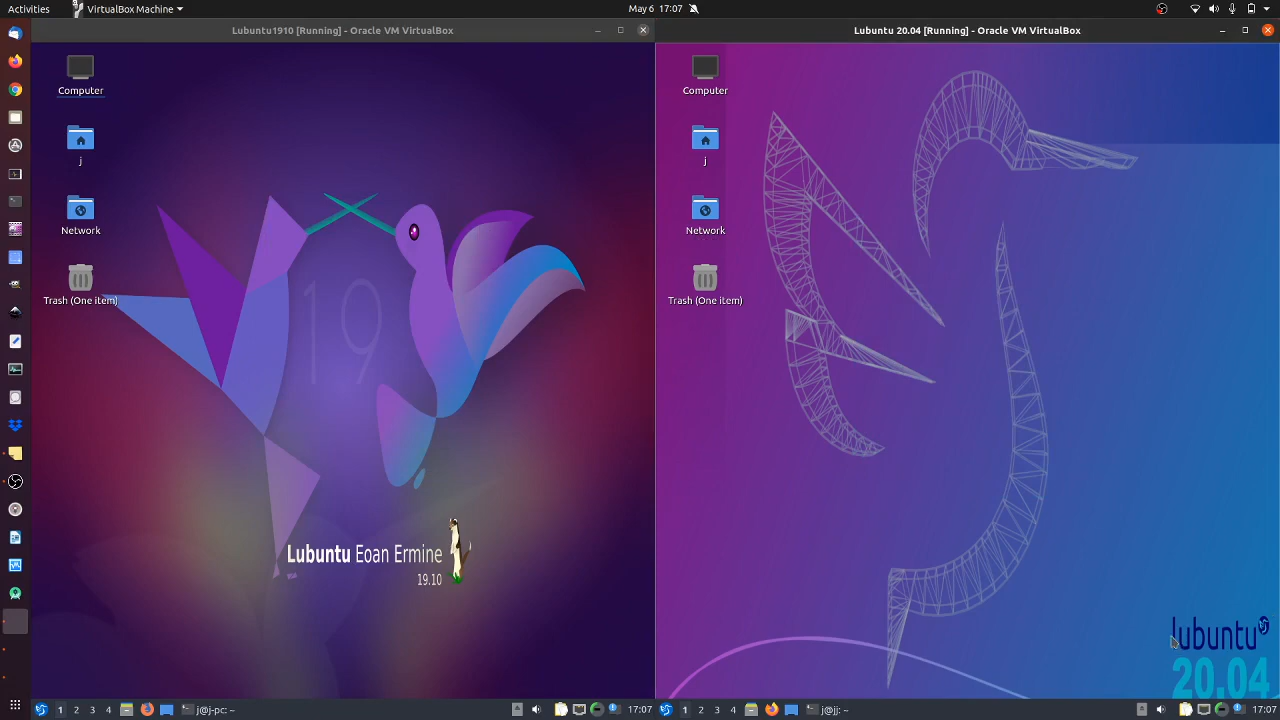 Activities VirtualBox Machine May 6 17:07
Lubuntu1910 [Running] - Oracle VM VirtualBox
Computer
j
Network
Trash (One item)
19
Lubuntu Eoan Ermine
19.10
1 2 3 4 j@j-pc: ~ 17:07
Lubuntu 20.04 [Running] - Oracle VM VirtualBox
Computer
j
Network
Trash (One item)
lubuntu
20.04
1 2 3 4 j@jj: ~ 17:07